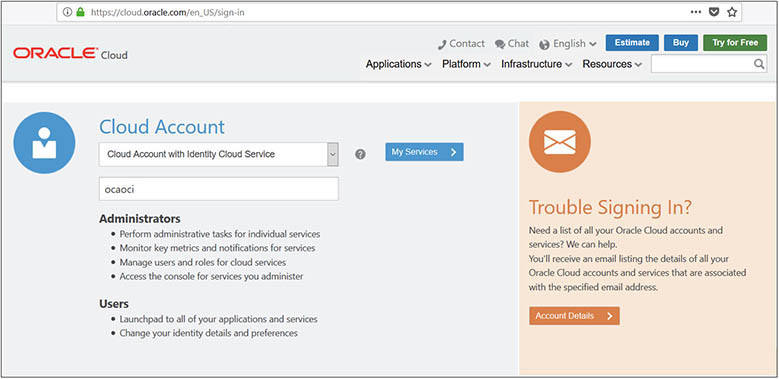 https://cloud.oracle.com/en_US/sign-in
Contact Chat English Estimate Buy Try for Free
ORACLE Cloud
Applications Platform Infrastructure Resources
Cloud Account
Cloud Account with Identity Cloud Service
?
My Services
ocaoci
Administrators
Perform administrative tasks for individual services
Monitor key metrics and notifications for services
Manage users and roles for cloud services
Access the console for services you administer
Users
Launchpad to all of your applications and services
Change your identity details and preferences
Trouble Signing In?
Need a list of all your Oracle Cloud accounts and
services? We can help.
You'll receive an email listing the details of all your
Oracle Cloud accounts and services that are associated
with the specified email address.
Account Details